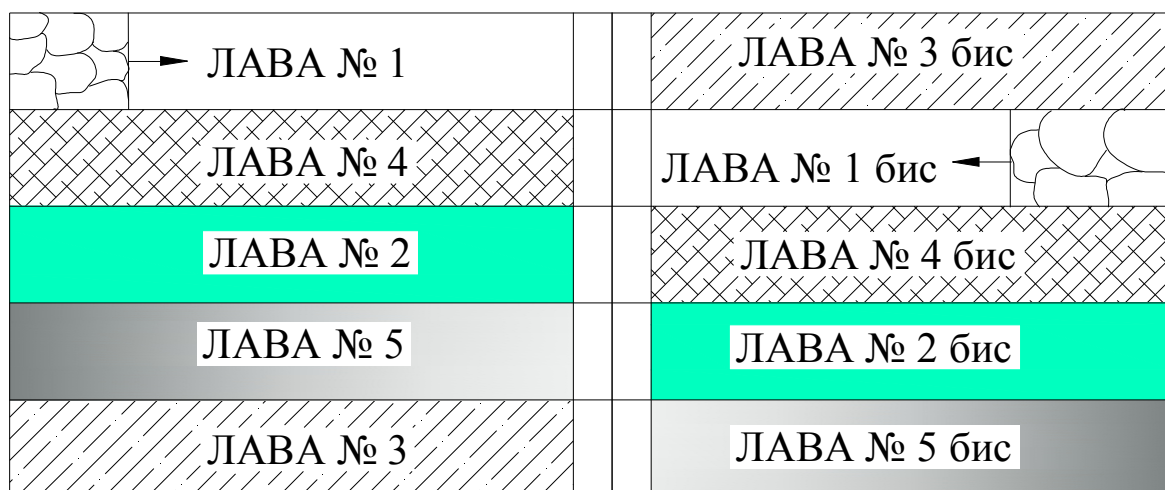 ЛАВА № 1
ЛАВА № 4
ЛАВА № 2
ЛАВА № 5
ЛАВА № 3
ЛАВА № 3 бис
ЛАВА № 1 бис
ЛАВА № 4 бис
ЛАВА № 2 бис
ЛАВА № 5 бис